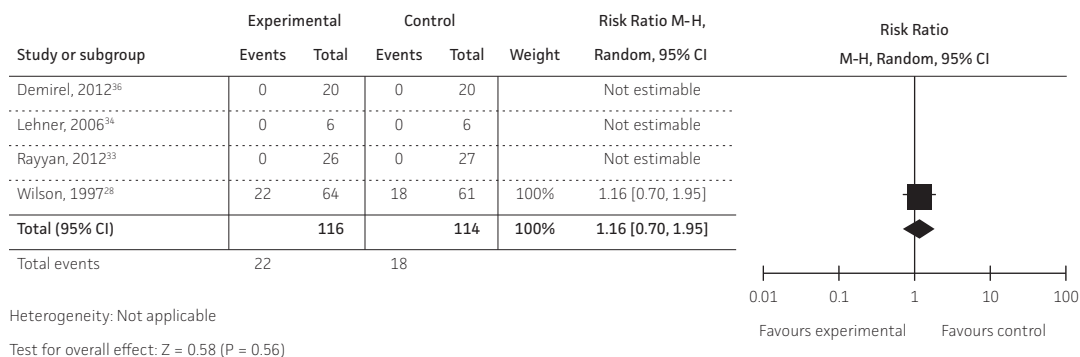 Experimental Control Risk Ratio M-H, Risk Ratio
Study or subgroup Events Total Events Total Weight Random, 95% CI M-H, Random, 95% CI
Demirel, 2012³⁶ 0 20 0 20 Not estimable
Lehner, 2006³⁴ 0 6 0 6 Not estimable
Rayyan, 2012³³ 0 26 0 27 Not estimable
Wilson, 1997²⁸ 22 64 18 61 100% 1.16 [0.70, 1.95]
Total (95% CI) 116 114 100% 1.16 [0.70, 1.95]
Total events 22 18
0.01 0.1 1 10 100
Heterogeneity: Not applicable
Favours experimental Favours control
Test for overall effect: Z = 0.58 (P = 0.56)